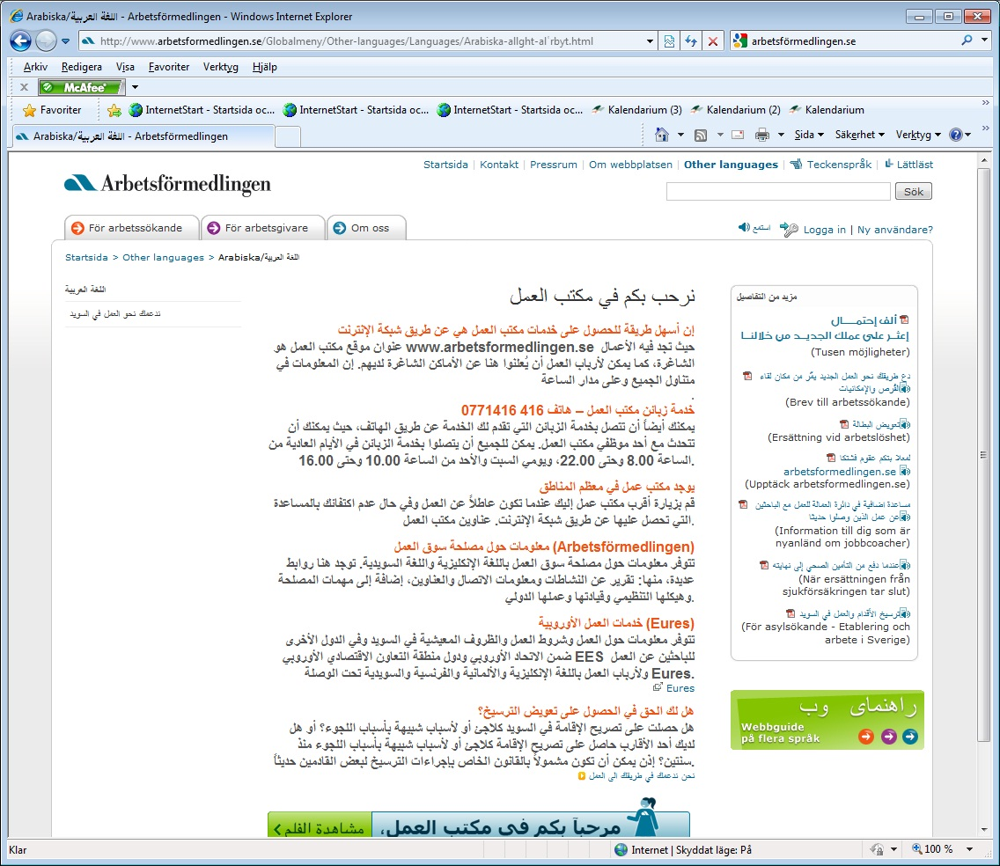 Arabiska/اللغة العربية - Arbetsförmedlingen - Windows Internet Explorer
http://www.arbetsformedlingen.se/Globalmeny/Other-languages/Languages/Arabiska-allght-al´rbyt.html
arbetsförmedlingen.se
Arkiv Redigera Visa Favoriter Verktyg Hjälp
x McAfee
Favoriter InternetStart - Startsida oc... InternetStart - Startsida oc... InternetStart - Startsida oc... Kalendarium (3) Kalendarium (2) Kalendarium
Arabiska/اللغة العربية - Arbetsförmedlingen
Sida Säkerhet Verktyg
Startsida | Kontakt | Pressrum | Om webbplatsen | Other languages | Teckenspråk | Lättläst
Arbetsförmedlingen
Sök
För arbetssökande För arbetsgivare Om oss
استمع Logga in | Ny användare?
Startsida > Other languages > Arabiska/اللغة العربية
اللغة العربية
ندعمك نحو العمل في السويد
نرحب بكم في مكتب العمل
إن أسهل طريقة للحصول على خدمات مكتب العمل هي عن طريق شبكة الإنترنت
حيث تجد فيه الأعمال www.arbetsformedlingen.se عنوان موقع مكتب العمل هو
الشاغرة، كما يمكن لأرباب العمل أن يُعلنوا هنا عن الأماكن الشاغرة لديهم. إن المعلومات في
متناول الجميع وعلى مدار الساعة
.
خدمة زبائن مكتب العمل – هاتف 416 0771416
يمكنك أيضاً أن تتصل بخدمة الزبائن التي تقدم لك الخدمة عن طريق الهاتف، حيث يمكنك أن
تتحدث مع أحد موظفي مكتب العمل. يمكن للجميع أن يتصلوا بخدمة الزبائن في الأيام العادية من
.الساعة 8.00 وحتى 22.00، ويومي السبت والأحد من الساعة 10.00 وحتى 16.00
يوجد مكتب عمل في معظم المناطق
قم بزيارة أقرب مكتب عمل إليك عندما تكون عاطلاً عن العمل وفي حال عدم اكتفائك بالمساعدة
.التي تحصل عليها عن طريق شبكة الإنترنت. عناوين مكتب العمل
معلومات حول مصلحة سوق العمل (Arbetsförmedlingen)
تتوفر معلومات حول مصلحة سوق العمل باللغة الإنكليزية واللغة السويدية. توجد هنا روابط
عديدة، منها: تقرير عن النشاطات ومعلومات الاتصال والعناوين، إضافة إلى مهمات المصلحة
.وهيكلها التنظيمي وقيادتها وعملها الدولي
خدمات العمل الأوروبية (Eures)
تتوفر معلومات حول العمل وشروط العمل والظروف المعيشية في السويد وفي الدول الأخرى
للباحثين عن العمل EES ضمن الاتحاد الأوروبي ودول منطقة التعاون الاقتصادي الأوروبي
ولأرباب العمل باللغة الإنكليزية والألمانية والفرنسية والسويدية تحت الوصلة Eures.
Eures
هل لك الحق في الحصول على تعويض الترسيخ؟
هل حصلت على تصريح الإقامة في السويد كلاجئ أو لأسباب شبيهة بأسباب اللجوء؟ أو هل
لديك أحد الأقارب حاصل على تصريح الإقامة كلاجئ أو لأسباب شبيهة بأسباب اللجوء منذ
.سنتين؟ إذن يمكن أن تكون مشمولاً بالقانون الخاص بإجراءات الترسيخ لبعض القادمين حديثاً
نحن ندعمك في طريقك الى العمل
مرحبآ بكم في مكتب العمل،
مشاهدة الفلم >
مزيد من التفاصيل
ألف إحتمـــال
إعثـر على عملك الجديـد من خلالنـا
(Tusen möjligheter)
دع طريقك نحو العمل الجديد يمّر من مكان لقاء
الفُرص والإمكانيات
(Brev till arbetssökande)
تعويض البطالة
(Ersättning vid arbetslöshet)
لمعلا بتكم عقوم فشتكا
arbetsformedlingen.se
(Upptäck arbetsformedlingen.se)
مساعدة اضافية في دائرة العمالة للعمل مع الباحثين
عن عمل الذين وصلوا حديثا
(Information till dig som är
nyanländ om jobbcoacher)
عندما دفع من التأمين الصحي إلى نهايته
(När ersättningen från
sjukförsäkringen tar slut)
ترسيخ الأقدام والعمل في السويد
(För asylsökande - Etablering och
arbete i Sverige)
راهنمای وب
Webbguide
på flera språk
Klar Internet | Skyddat läge: På 100 %